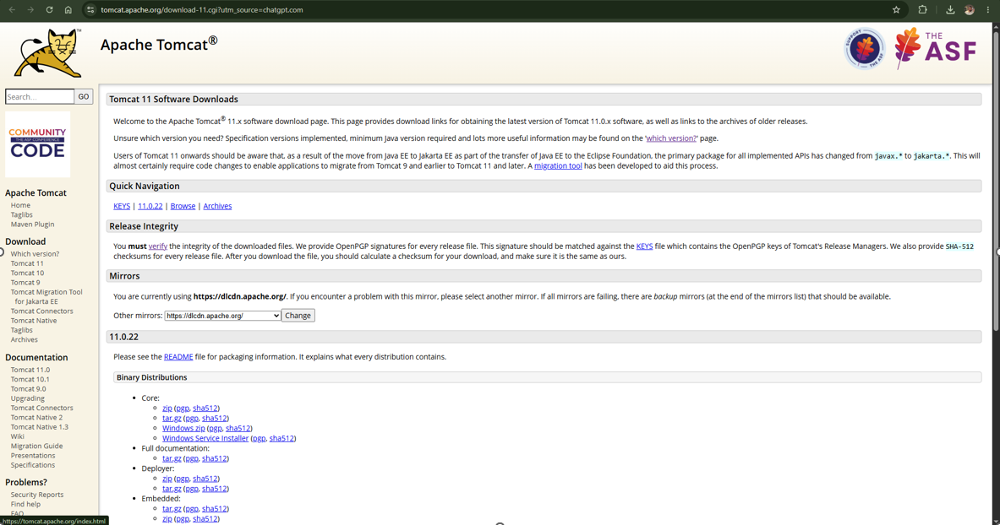 tomcat.apache.org/download-11.cgi?utm_source=chatgpt.com
TM
Apache Tomcat®
SUPPORT THE ASF
THE ASF
Search...
GO
COMMUNITY
THE ASF CONFERENCE
CODE
Apache Tomcat
Home
Taglibs
Maven Plugin
Download
Which version?
Tomcat 11
Tomcat 10
Tomcat 9
Tomcat Migration Tool
for Jakarta EE
Tomcat Connectors
Tomcat Native
Taglibs
Archives
Documentation
Tomcat 11.0
Tomcat 10.1
Tomcat 9.0
Upgrading
Tomcat Connectors
Tomcat Native 2
Tomcat Native 1.3
Wiki
Migration Guide
Presentations
Specifications
Problems?
Security Reports
Find help
FAQ
https://tomcat.apache.org/index.html
Tomcat 11 Software Downloads
Welcome to the Apache Tomcat® 11.x software download page. This page provides download links for obtaining the latest version of Tomcat 11.0.x software, as well as links to the archives of older releases.
Unsure which version you need? Specification versions implemented, minimum Java version required and lots more useful information may be found on the 'which version?' page.
Users of Tomcat 11 onwards should be aware that, as a result of the move from Java EE to Jakarta EE as part of the transfer of Java EE to the Eclipse Foundation, the primary package for all implemented APIs has changed from javax.* to jakarta.*. This will
almost certainly require code changes to enable applications to migrate from Tomcat 9 and earlier to Tomcat 11 and later. A migration tool has been developed to aid this process.
Quick Navigation
KEYS | 11.0.22 | Browse | Archives
Release Integrity
You must verify the integrity of the downloaded files. We provide OpenPGP signatures for every release file. This signature should be matched against the KEYS file which contains the OpenPGP keys of Tomcat's Release Managers. We also provide SHA-512
checksums for every release file. After you download the file, you should calculate a checksum for your download, and make sure it is the same as ours.
Mirrors
You are currently using https://dlcdn.apache.org/. If you encounter a problem with this mirror, please select another mirror. If all mirrors are failing, there are backup mirrors (at the end of the mirrors list) that should be available.
Other mirrors: https://dlcdn.apache.org/ Change
11.0.22
Please see the README file for packaging information. It explains what every distribution contains.
Binary Distributions
Core:
zip (pgp, sha512)
tar.gz (pgp, sha512)
Windows zip (pgp, sha512)
Windows Service Installer (pgp, sha512)
Full documentation:
tar.gz (pgp, sha512)
Deployer:
zip (pgp, sha512)
tar.gz (pgp, sha512)
Embedded:
tar.gz (pgp, sha512)
zip (pgp, sha512)